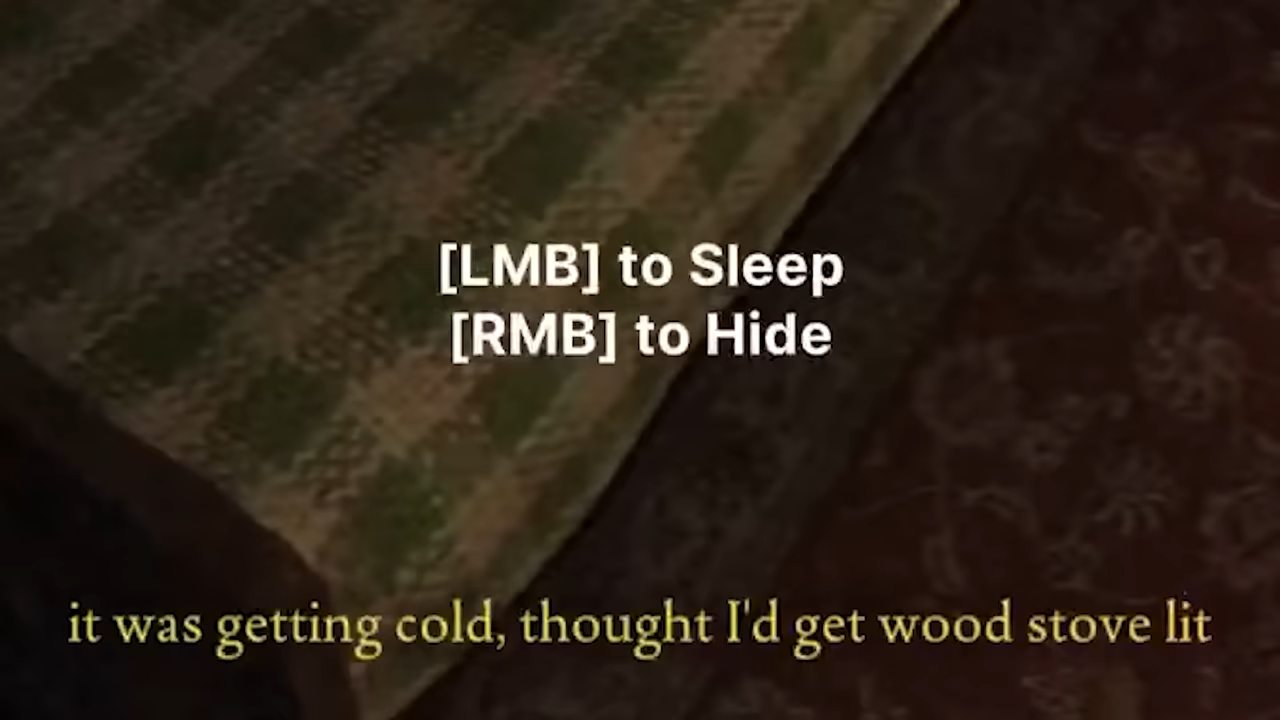 [LMB] to Sleep
[RMB] to Hide
it was getting cold, thought I'd get wood stove lit